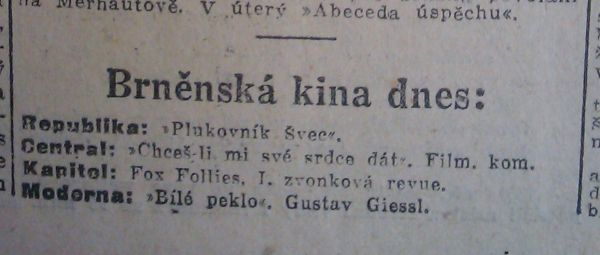 na Merhautově. V úterý »Abeceda úspěchu«.
Brněnská kina dnes:
Republika: »Plukovník Švec«.
Central: »Chceš-li mi své srdce dát«. Film. kom.
Kapitol: Fox Follies. I. zvonková revue.
Moderna: »Bílé peklo«. Gustav Giessl.